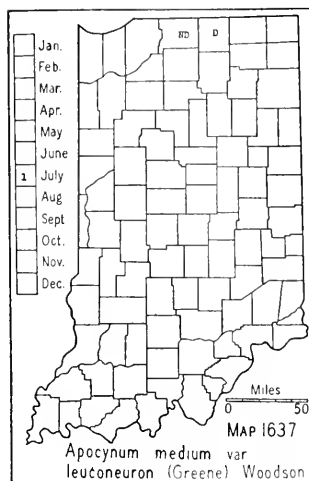 Jan.
Feb.
Mar.
Apr.
May
June
1 July
Aug
Sept
Oct.
Nov.
Dec.
ND D
Miles
0 50
MAP 1637
Apocynum medium var
leuconeuron (Greene) Woodson